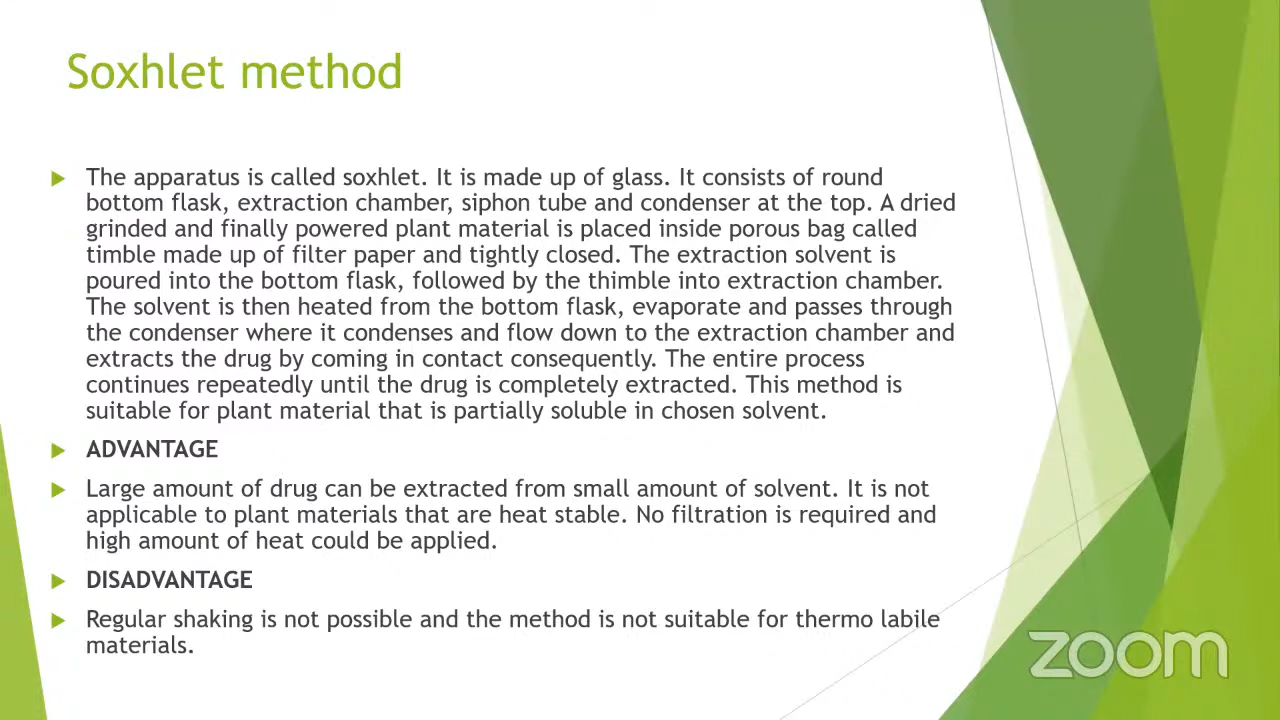 Soxhlet method
The apparatus is called soxhlet. It is made up of glass. It consists of round
bottom flask, extraction chamber, siphon tube and condenser at the top. A dried
grinded and finally powered plant material is placed inside porous bag called
timble made up of filter paper and tightly closed. The extraction solvent is
poured into the bottom flask, followed by the thimble into extraction chamber.
The solvent is then heated from the bottom flask, evaporate and passes through
the condenser where it condenses and flow down to the extraction chamber and
extracts the drug by coming in contact consequently. The entire process
continues repeatedly until the drug is completely extracted. This method is
suitable for plant material that is partially soluble in chosen solvent.
ADVANTAGE
Large amount of drug can be extracted from small amount of solvent. It is not
applicable to plant materials that are heat stable. No filtration is required and
high amount of heat could be applied.
DISADVANTAGE
Regular shaking is not possible and the method is not suitable for thermo labile
materials.
zoom